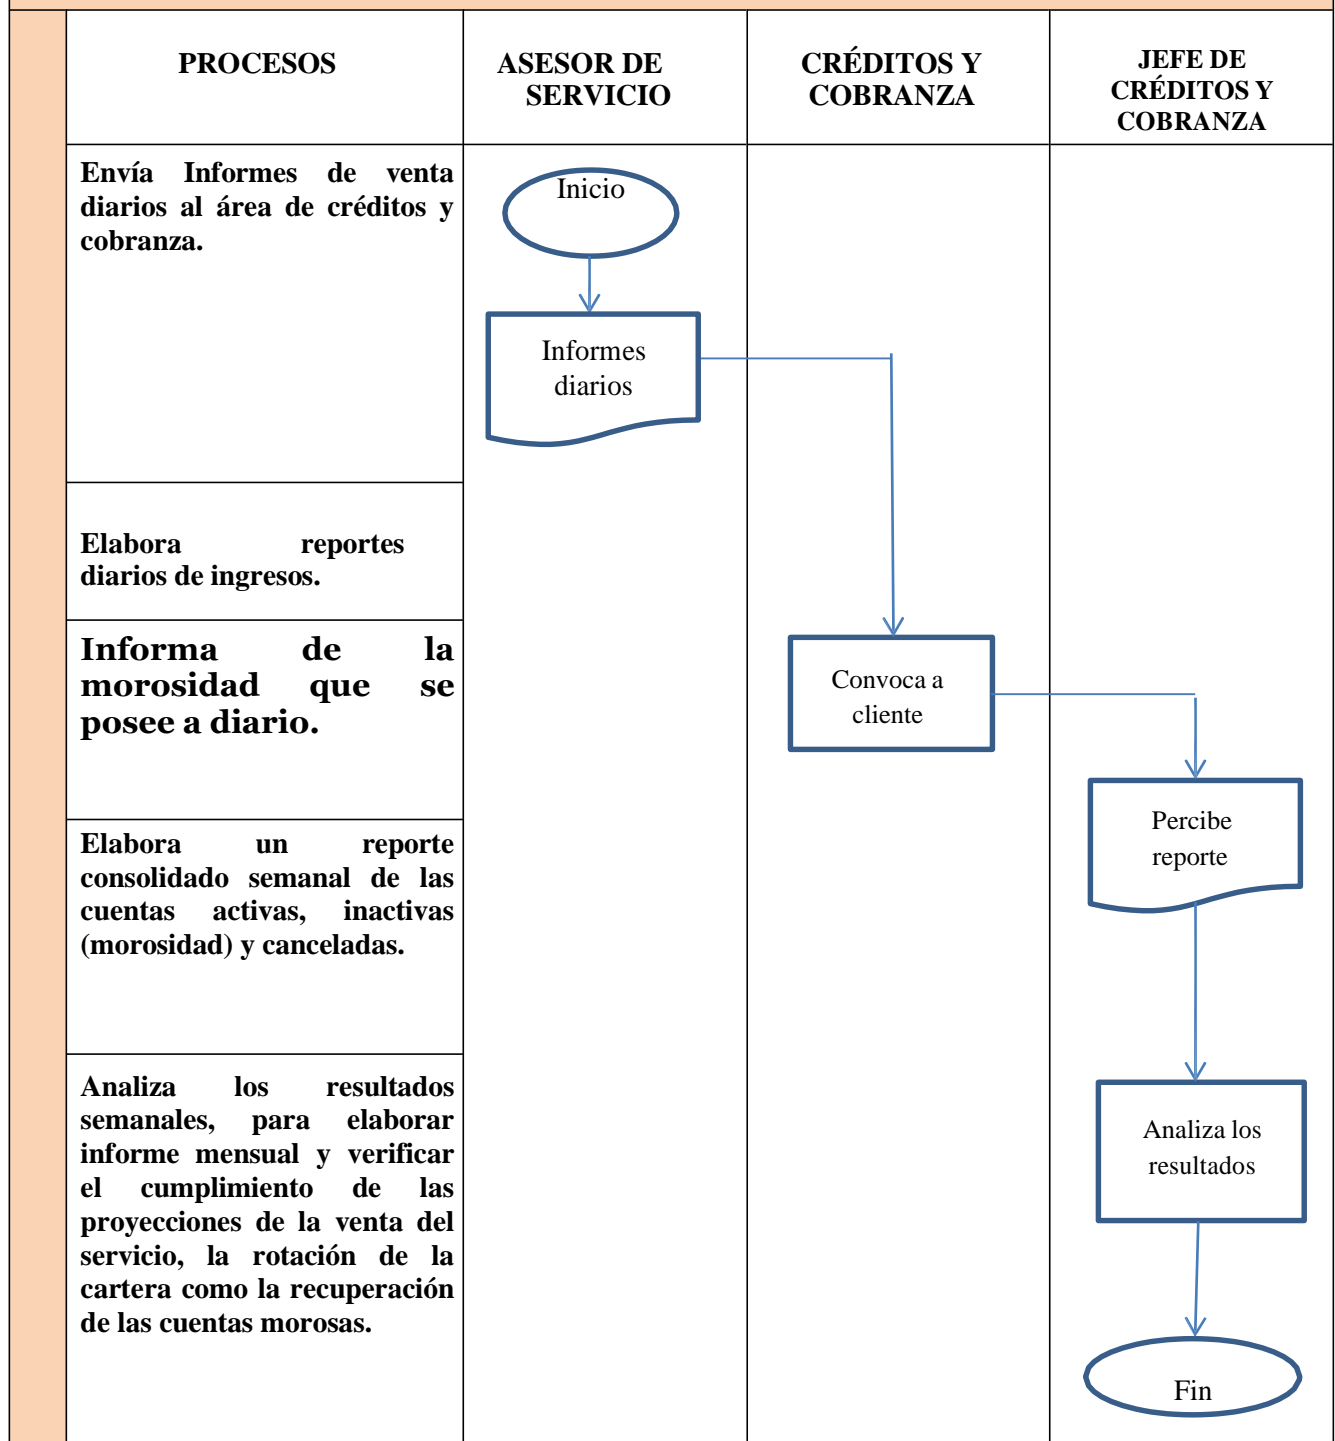 PROCESOS
ASESOR DE
SERVICIO
CRÉDITOS Y
COBRANZA
JEFE DE
CRÉDITOS Y
COBRANZA
Envía Informes de venta
diarios al área de créditos y
cobranza.
Inicio
Informes
diarios
Elabora reportes
diarios de ingresos.
Informa de la
morosidad que se
posee a diario.
Convoca a
cliente
Percibe
reporte
Elabora un reporte
consolidado semanal de las
cuentas activas, inactivas
(morosidad) y canceladas.
Analiza los resultados
semanales, para elaborar
informe mensual y verificar
el cumplimiento de las
proyecciones de la venta del
servicio, la rotación de la
cartera como la recuperación
de las cuentas morosas.
Analiza los
resultados
Fin